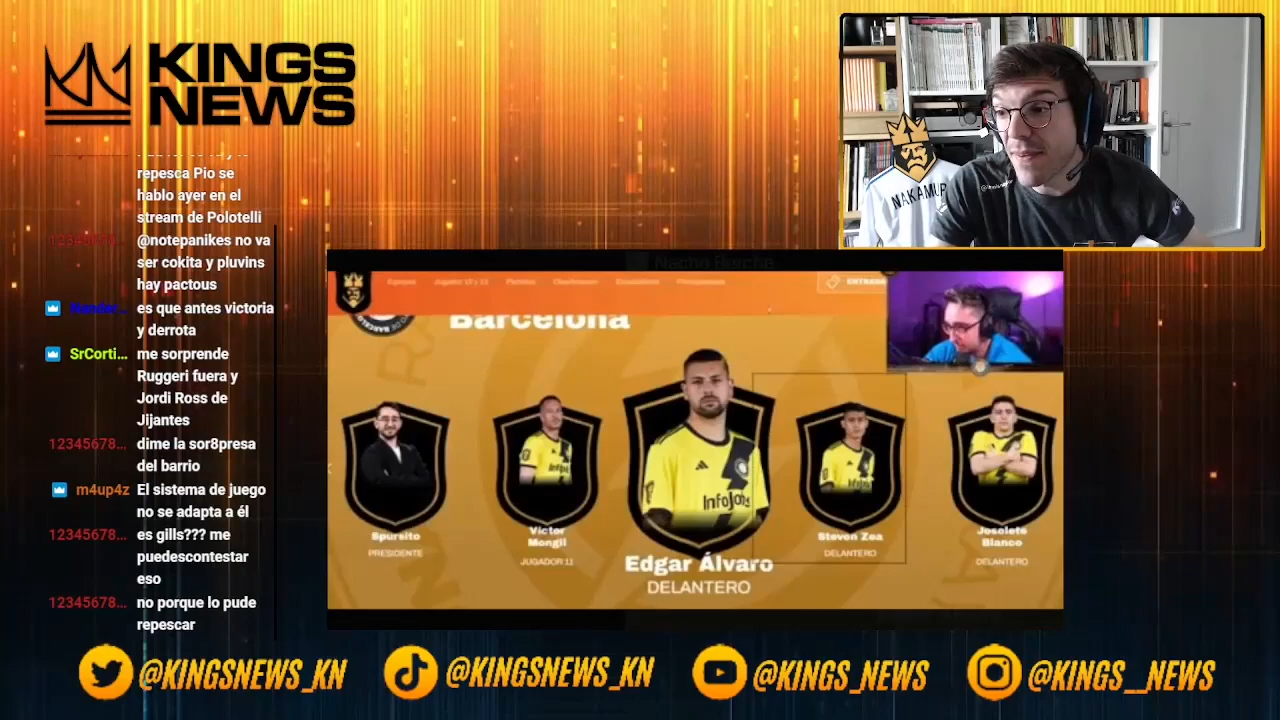 KINGS
NEWS
repesca Pio se
hablo ayer en el
stream de Polotelli
@notepanikes no va
ser cokita y pluvins
hay pactous
es que antes victoria
y derrota
SrCorti... me sorprende
Ruggeri fuera y
Jordi Ross de
Jijantes
12345678... dime la sor8presa
del barrio
m4up4z El sistema de juego
no se adapta a él
12345678... es gills??? me
puedescontestar
eso
12345678... no porque lo pude
repescar
Barcelona
Spursito
PRESIDENTE
Víctor
Mongil
JUGADOR 11
Edgar Álvaro
DELANTERO
Steven Zea
DELANTERO
Joselete
Blanco
DELANTERO
InfoJobs
@KINGSNEWS_KN
@KINGSNEWS_KN
@KINGS_NEWS
@KINGS__NEWS